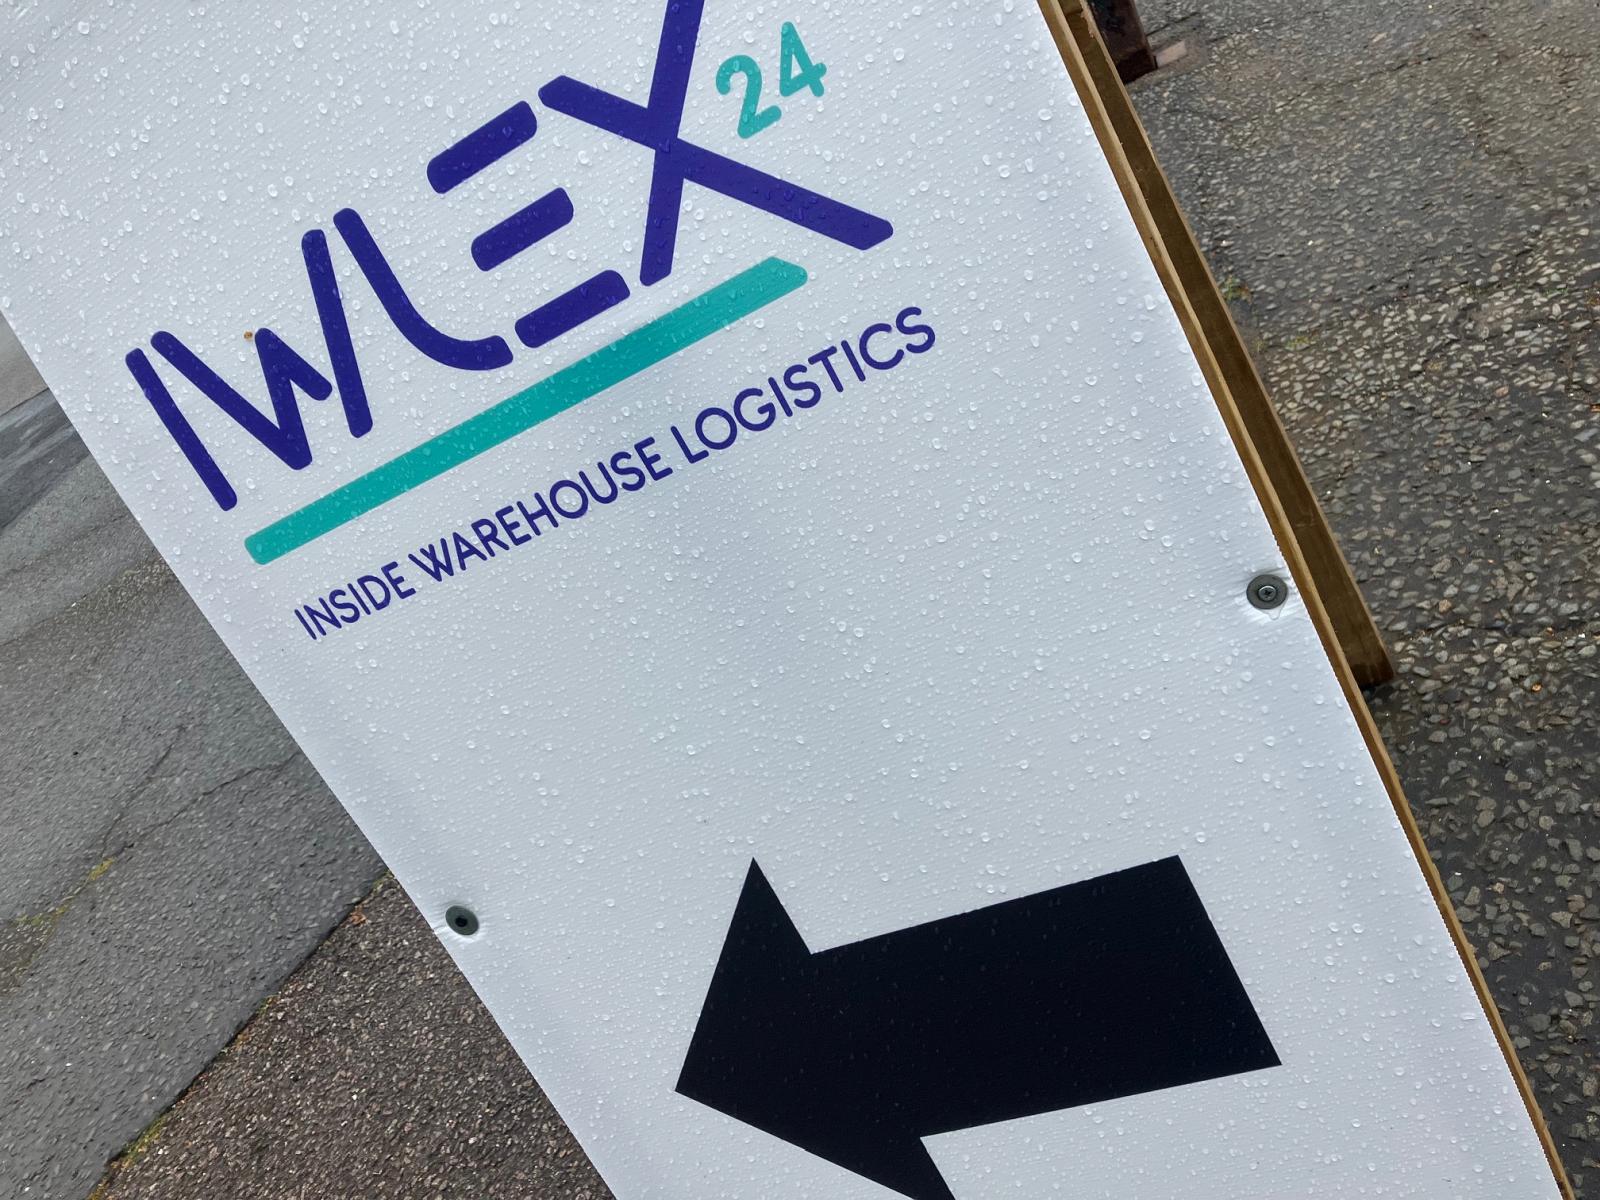 IWLEX 24
INSIDE WAREHOUSE LOGISTICS